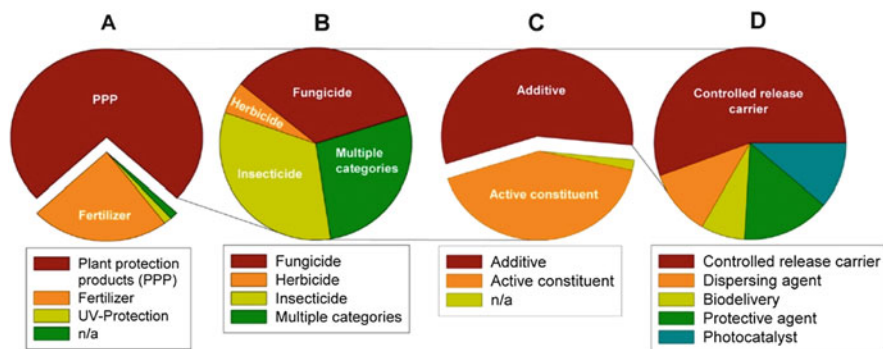 A
B
C
D
PPP
Fertilizer
Fungicide
Herbicide
Insecticide
Multiple
categories
Additive
Active constituent
Controlled release
carrier
Plant protection
products (PPP)
Fertilizer
UV-Protection
n/a
Fungicide
Herbicide
Insecticide
Multiple categories
Additive
Active constituent
n/a
Controlled release carrier
Dispersing agent
Biodelivery
Protective agent
Photocatalyst